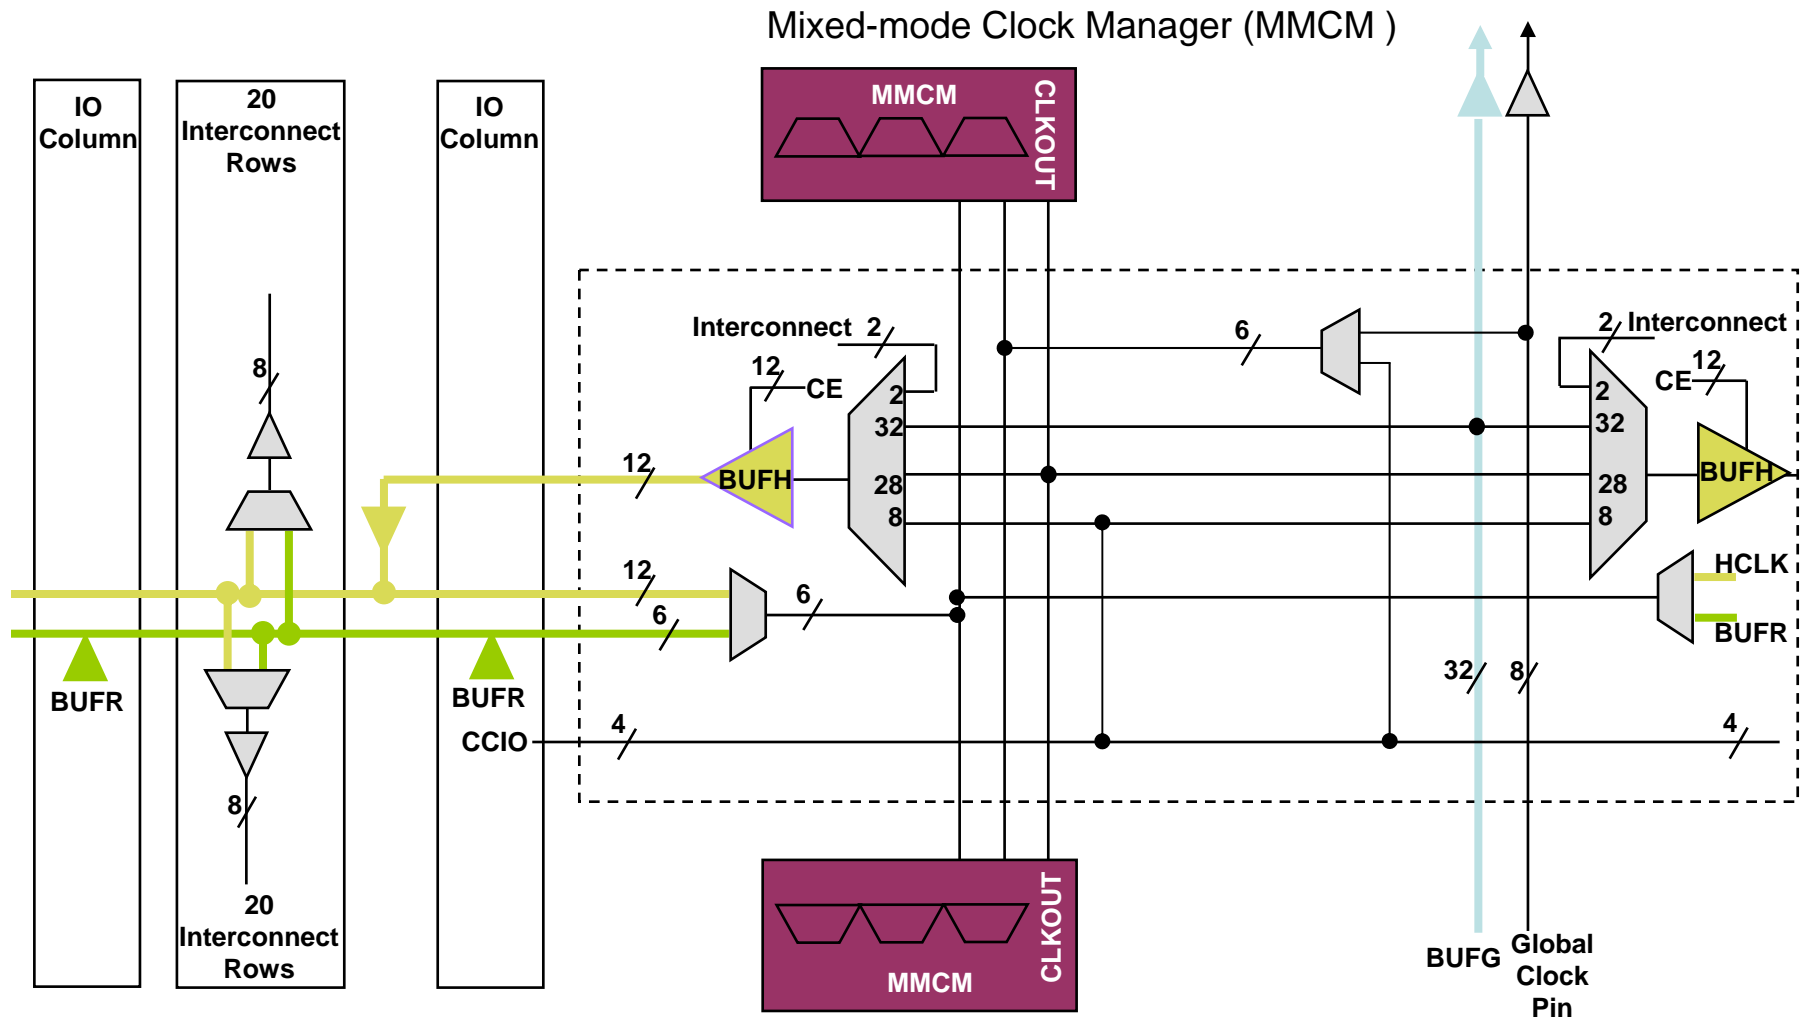 Mixed-mode Clock Manager (MMCM )
IO
Column
20
Interconnect
Rows
IO
Column
MMCM
CLKOUT
8
Interconnect 2
12
CE
2
32
28
8
BUFH
12
6
2 Interconnect
12
CE
2
32
28
8
BUFH
12
6
6
HCLK
BUFR
BUFR
BUFR
32
8
CCIO
4
4
8
20
Interconnect
Rows
CLKOUT
MMCM
BUFG
Global
Clock
Pin